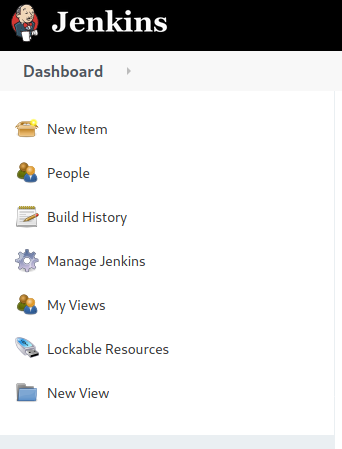 Jenkins
Dashboard
New Item
People
Build History
Manage Jenkins
My Views
Lockable Resources
New View